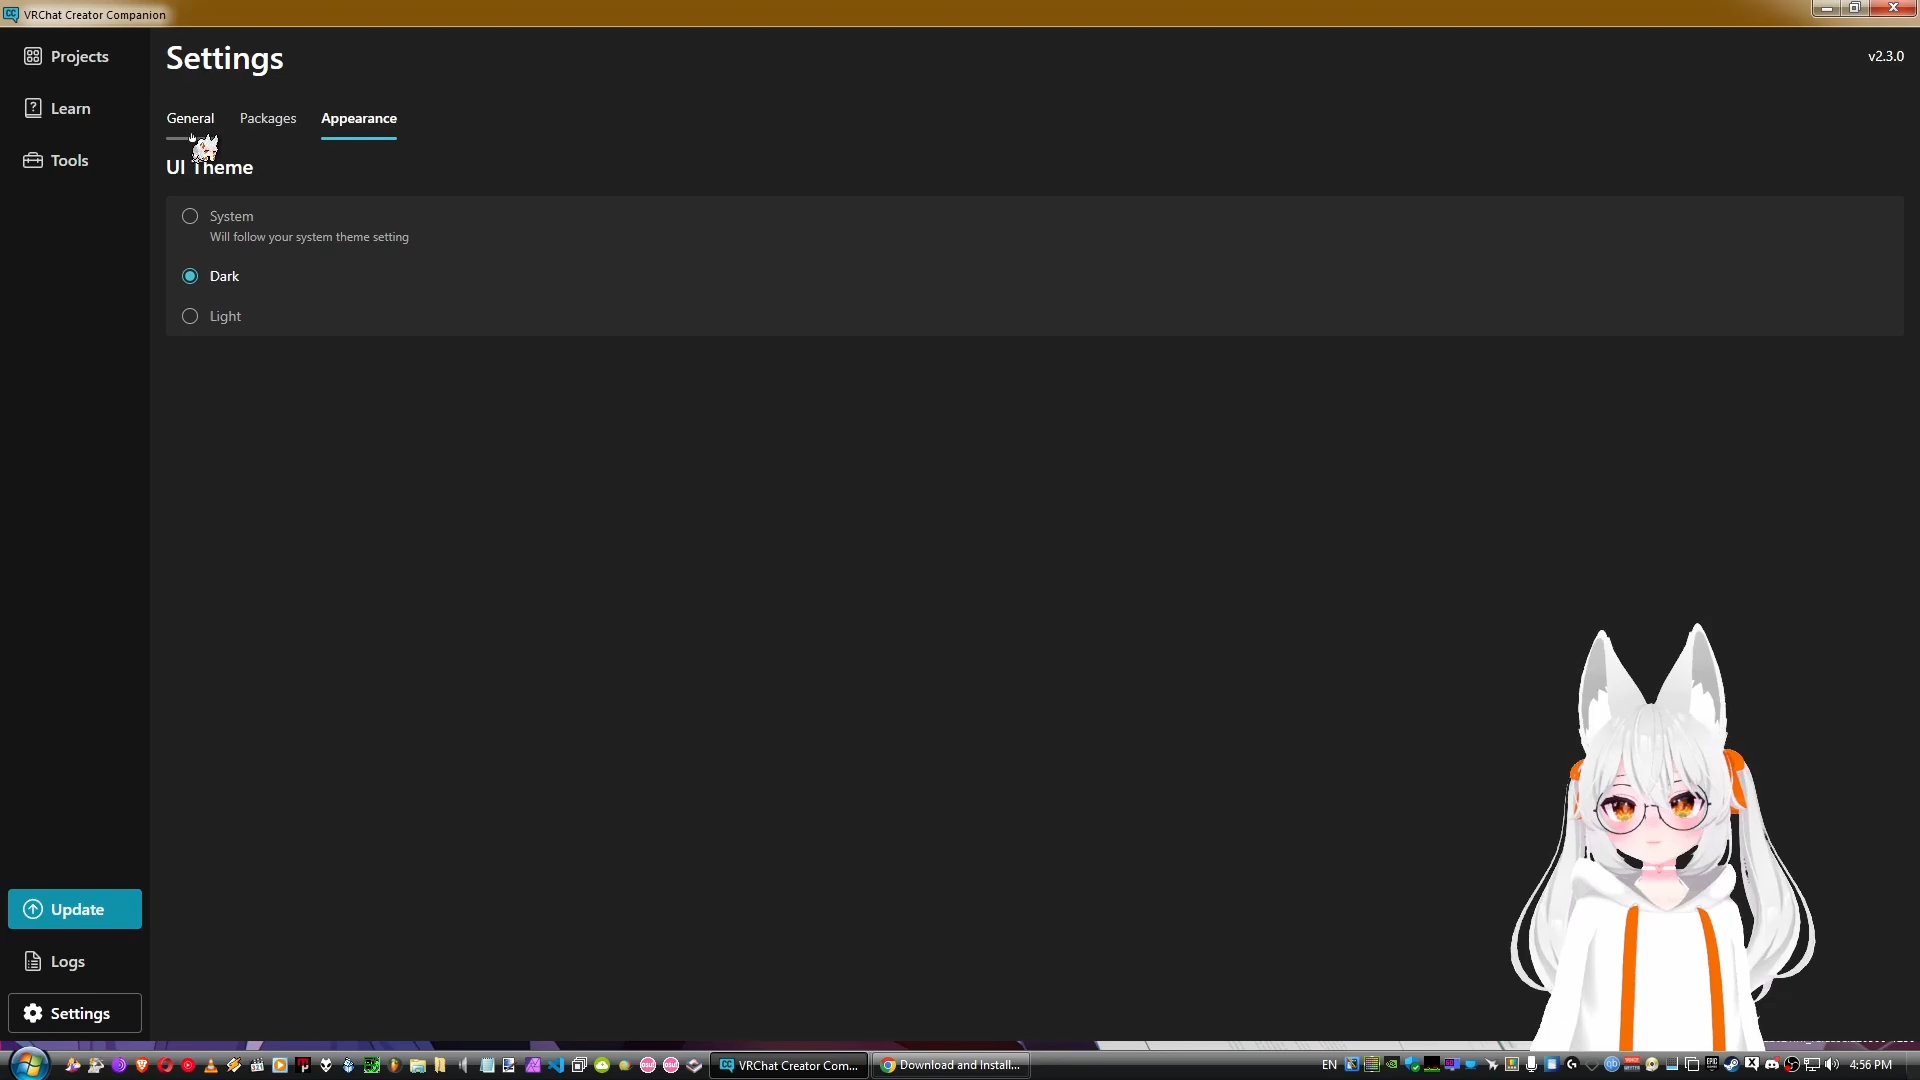 VRChat Creator Companion
Projects
Learn
Tools
Settings
v2.3.0
General
Packages
Appearance
UI Theme
System
Will follow your system theme setting
Dark
Light
Update
Logs
Settings
VRChat Creator Com...
Download and Install...
EN
4:56 PM